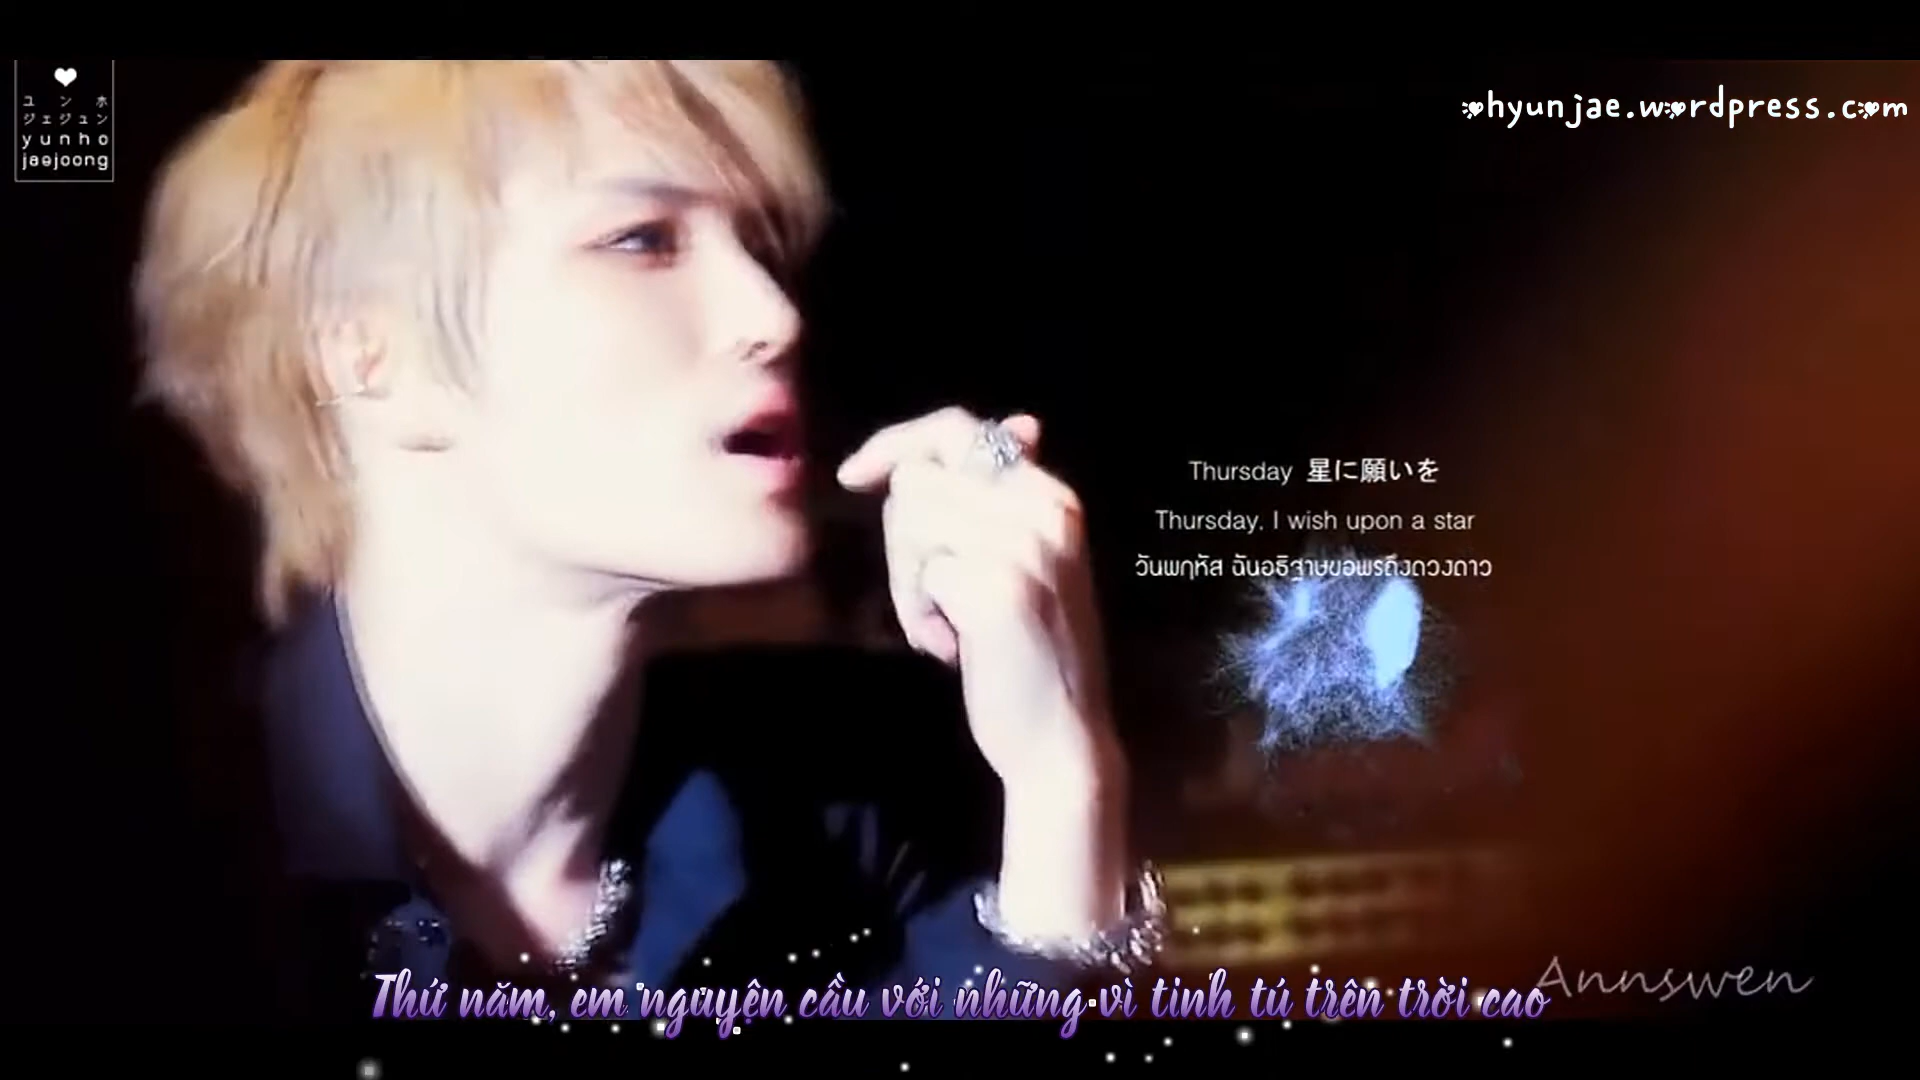 ユンホ
ジェジュン
yunho
jaejoong
ohyunjae.wordpress.com
Thursday 星に願いを
Thursday, I wish upon a star
วันพฤหัส ฉันอธิฐานขอพรถึงดวงดาว
Annswen
Thứ năm, em nguyện cầu với những vì tinh tú trên trời cao